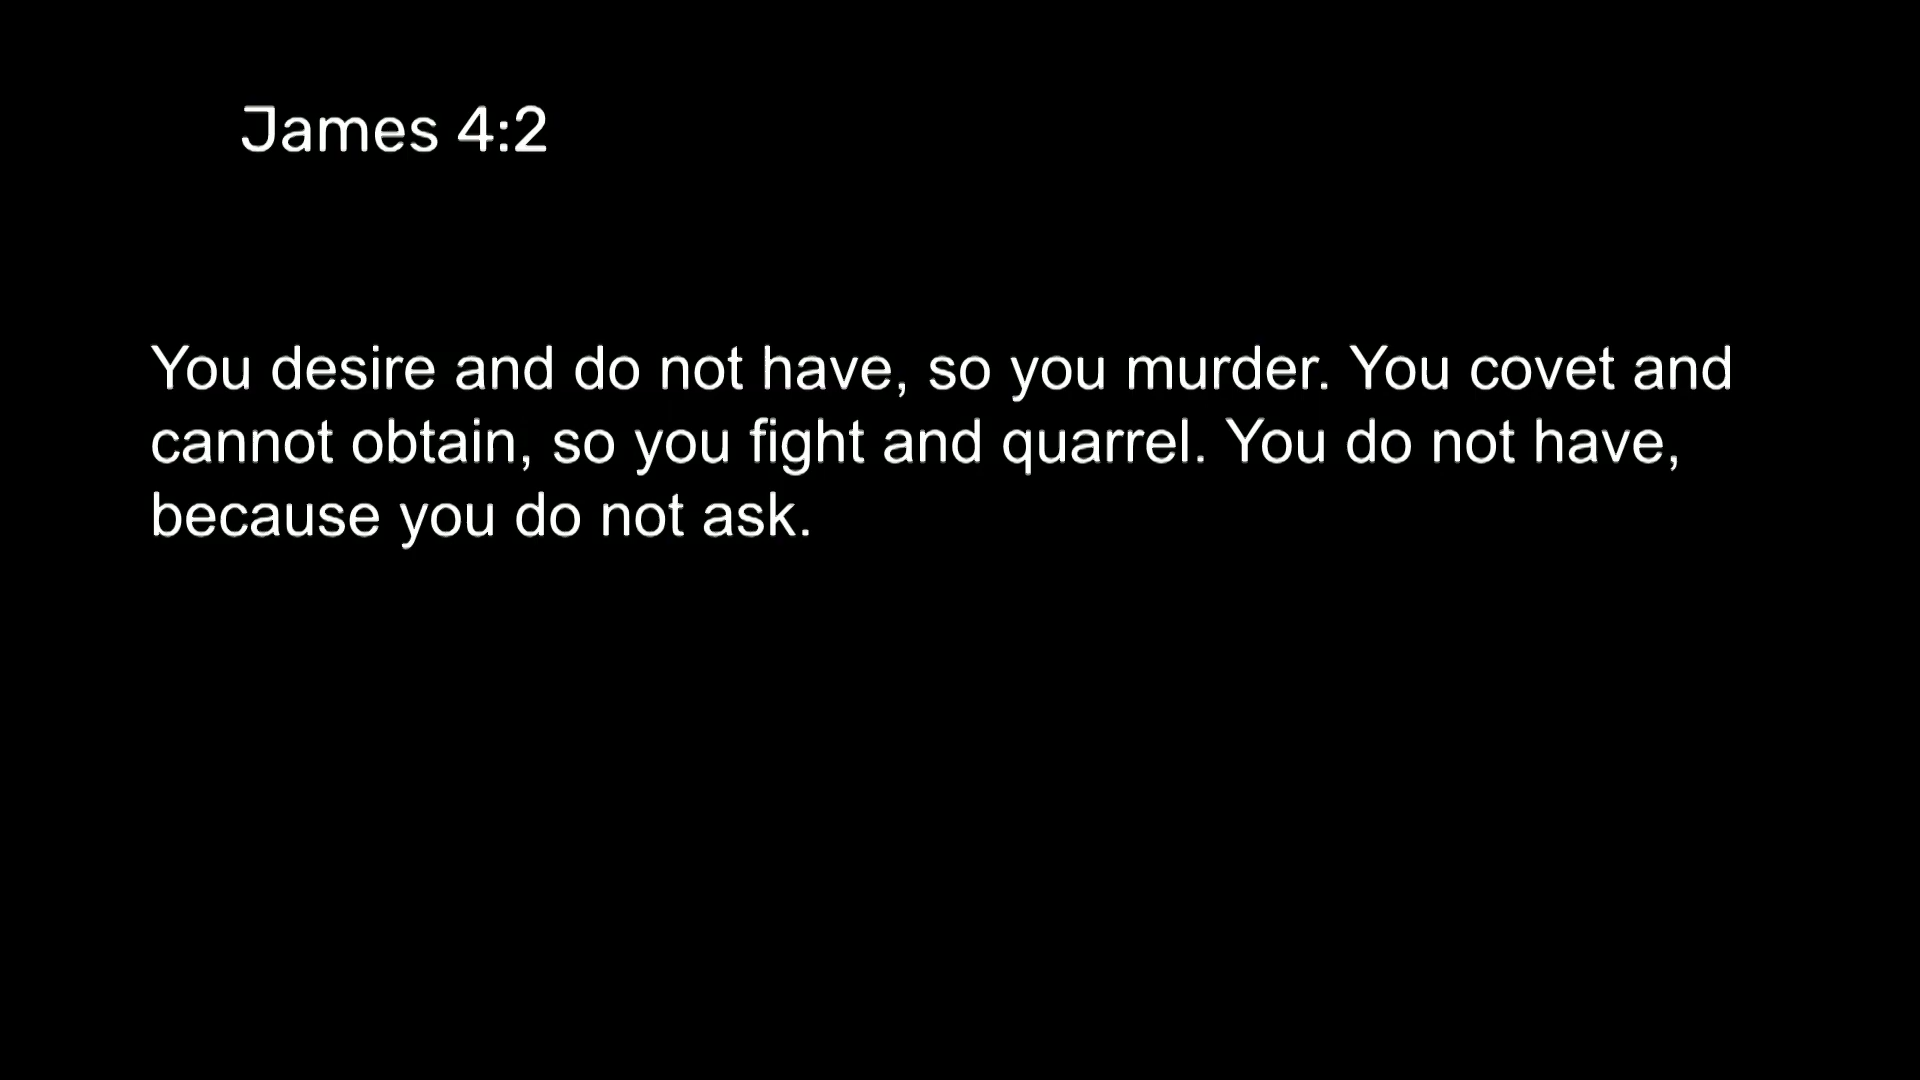 James 4:2
You desire and do not have, so you murder. You covet and
cannot obtain, so you fight and quarrel. You do not have,
because you do not ask.